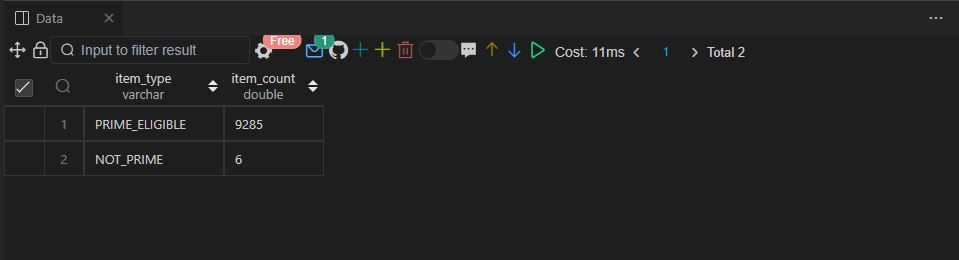 Data
Input to filter result Free 1 Cost: 11ms 1 Total 2
item_type item_count
varchar double
1 PRIME_ELIGIBLE 9285
2 NOT_PRIME 6